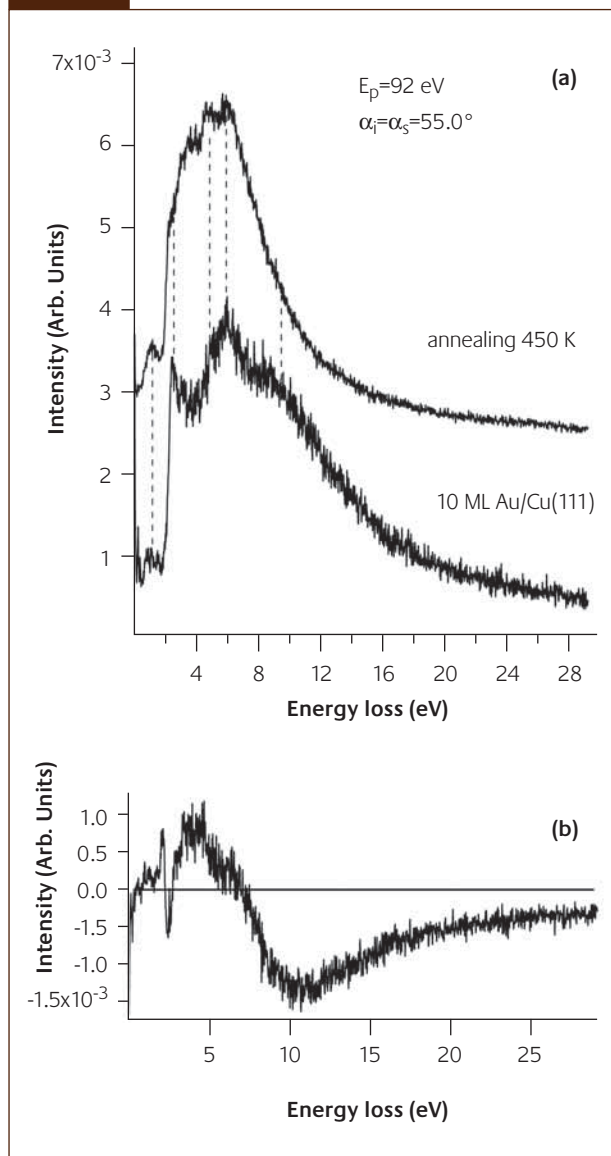 7x10⁻³
(a)
Eₚ=92 eV
αᵢ=αₛ=55.0°
6
5
4
annealing 450 K
3
2
10 ML Au/Cu(111)
1
Intensity (Arb. Units)
4 8 12 16 20 24 28
Energy loss (eV)
(b)
1.0
0.5
0.0
-1.5
-1.0
-1.5x10⁻³
Intensity (Arb. Units)
5 10 15 20 25
Energy loss (eV)